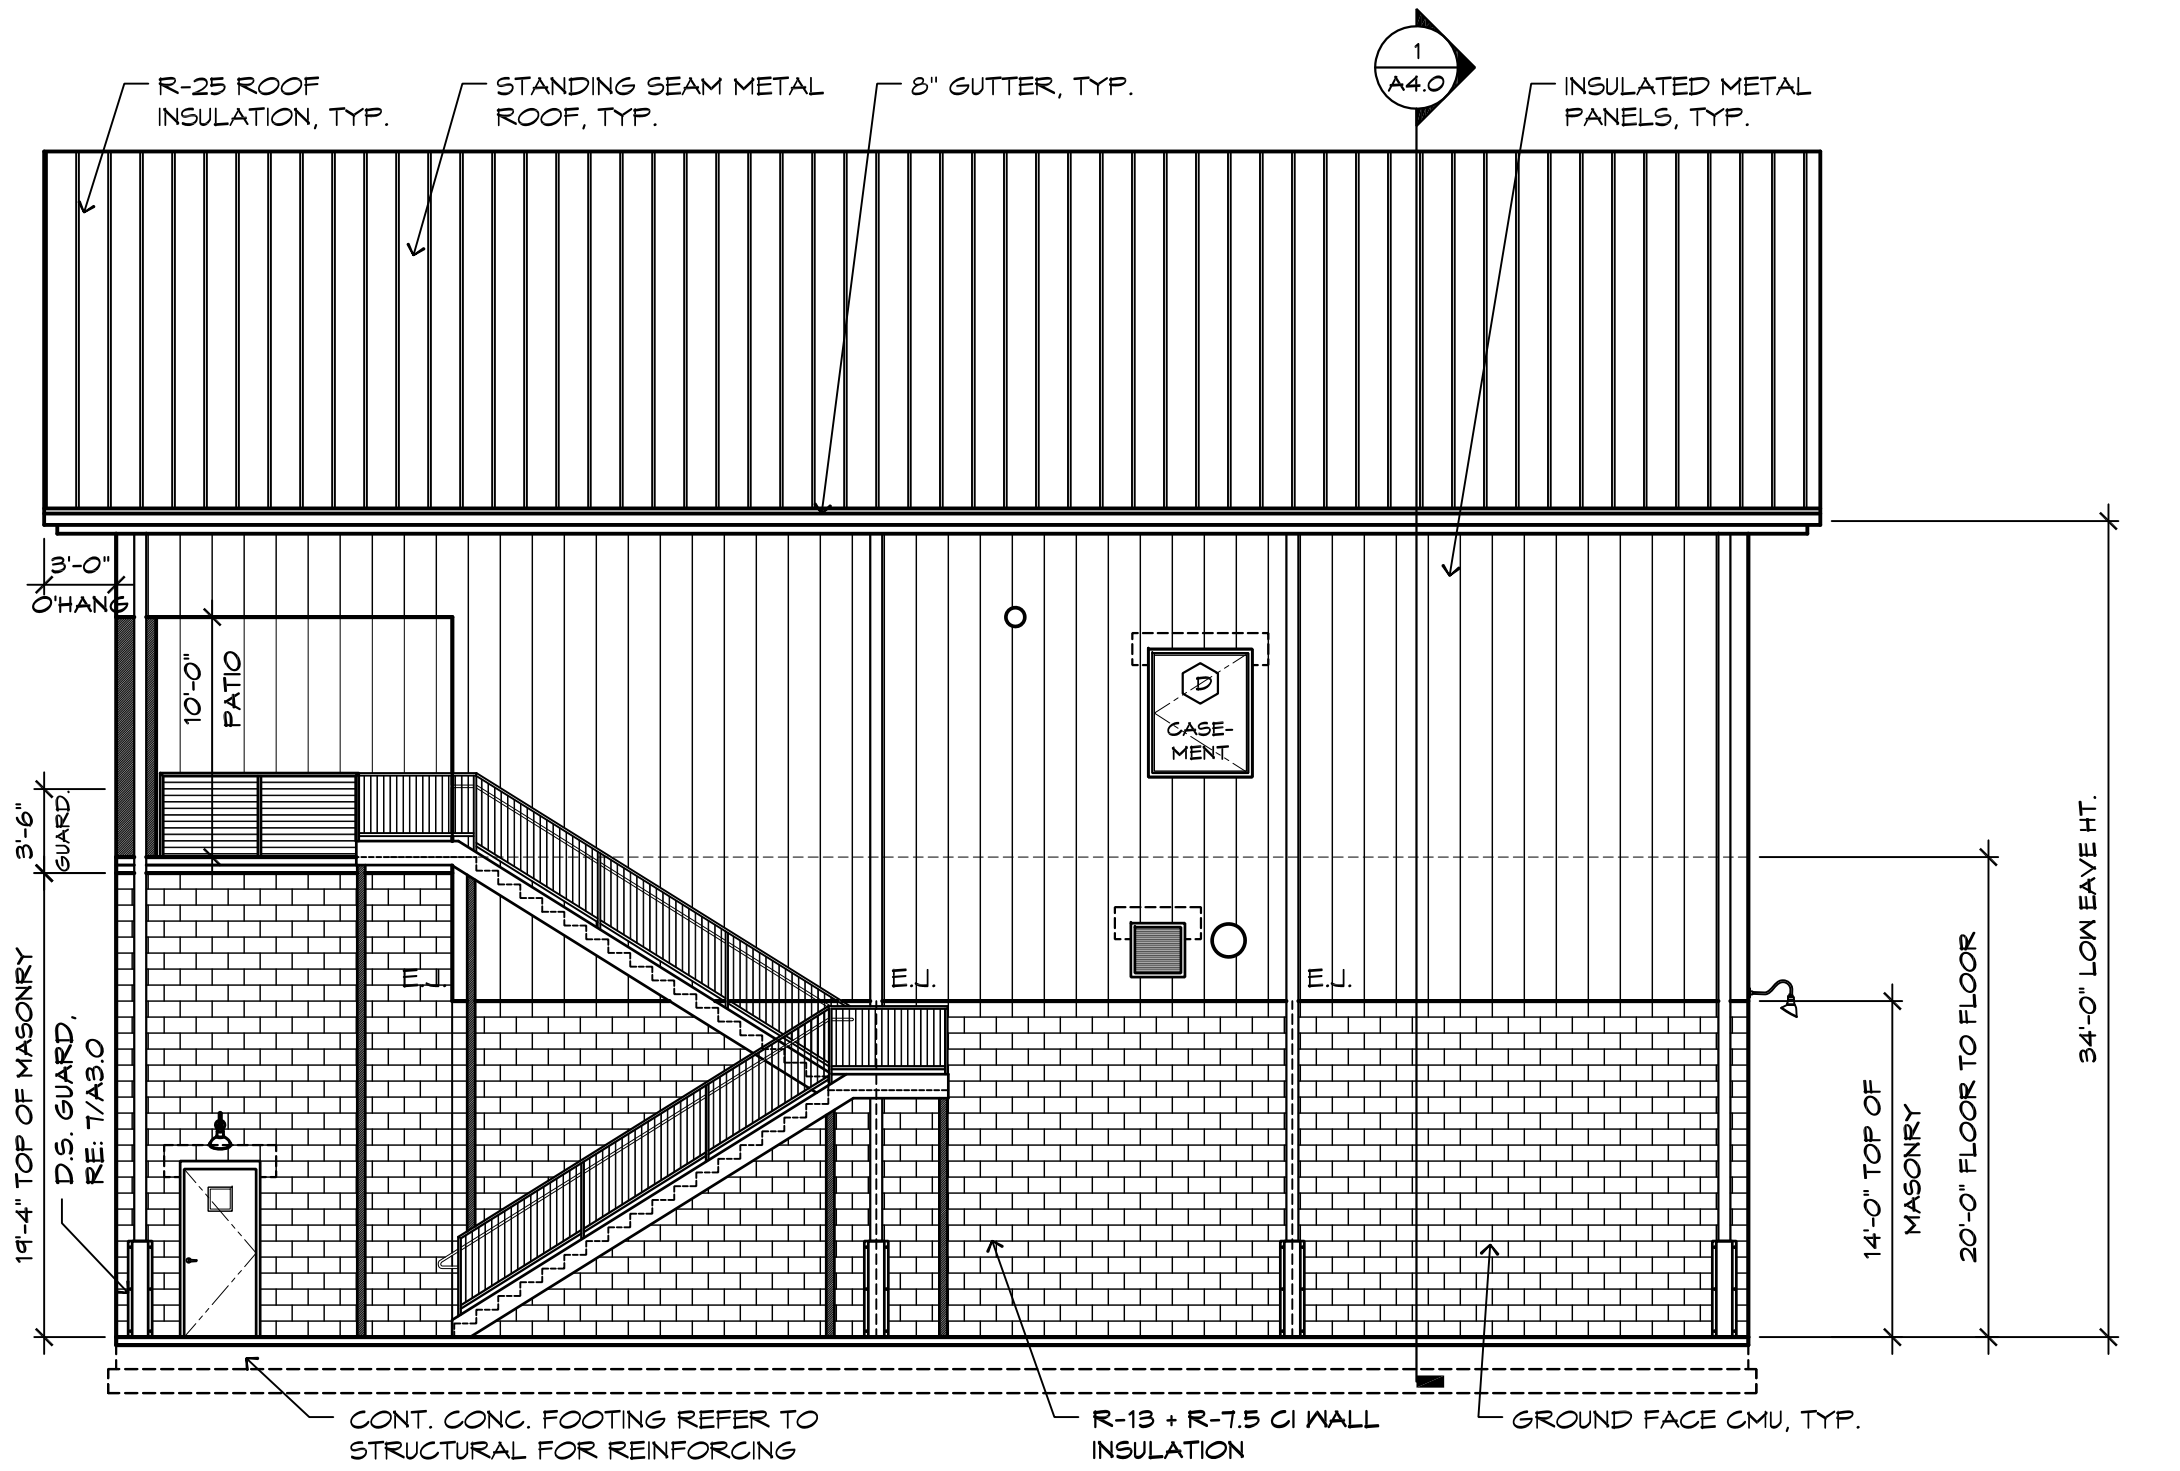 1
A4.0
R-25 ROOF
INSULATION, TYP.
STANDING SEAM METAL
ROOF, TYP.
8" GUTTER, TYP.
INSULATED METAL
PANELS, TYP.
3'-0"
O'HANG
10'-0"
PATIO
D
CASE-
MENT
3'-6"
GUARD.
E.J.
E.J.
E.J.
19'-4" TOP OF MASONRY
D.S. GUARD,
RE: 7/A3.0
14'-0" TOP OF
MASONRY
20'-0" FLOOR TO FLOOR
34'-0" LOW EAVE HT.
CONT. CONC. FOOTING REFER TO
STRUCTURAL FOR REINFORCING
R-13 + R-7.5 CI WALL
INSULATION
GROUND FACE CMU, TYP.